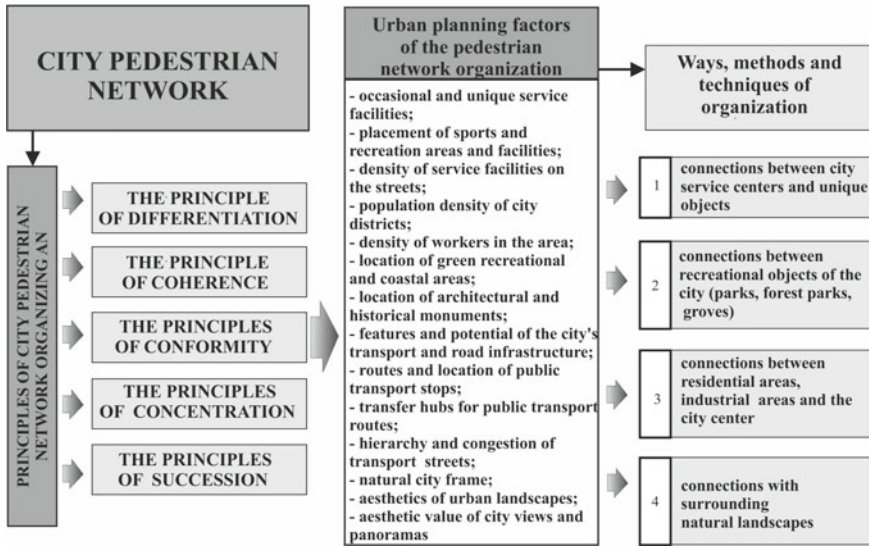 CITY PEDESTRIAN
NETWORK
PRINCIPLES OF CITY PEDESTRIAN
NETWORK ORGANIZING AN
THE PRINCIPLE
OF DIFFERENTIATION
THE PRINCIPLE
OF COHERENCE
THE PRINCIPLES
OF CONFORMITY
THE PRINCIPLES
OF CONCENTRATION
THE PRINCIPLES
OF SUCCESSION
Urban planning factors
of the pedestrian
network organization
- occasional and unique service
facilities;
- placement of sports and
recreation areas and facilities;
- density of service facilities on
the streets;
- population density of city
districts;
- density of workers in the area;
- location of green recreational
and coastal areas;
- location of architectural and
historical monuments;
- features and potential of the city's
transport and road infrastructure;
- routes and location of public
transport stops;
- transfer hubs for public transport
routes;
- hierarchy and congestion of
transport streets;
- natural city frame;
- aesthetics of urban landscapes;
- aesthetic value of city views and
panoramas
Ways, methods and
techniques of
organization
1
connections between city
service centers and unique
objects
2
connections between
recreational objects of the
city (parks, forest parks,
groves)
3
connections between
residential areas,
industrial areas and the
city center
4
connections with
surrounding
natural landscapes